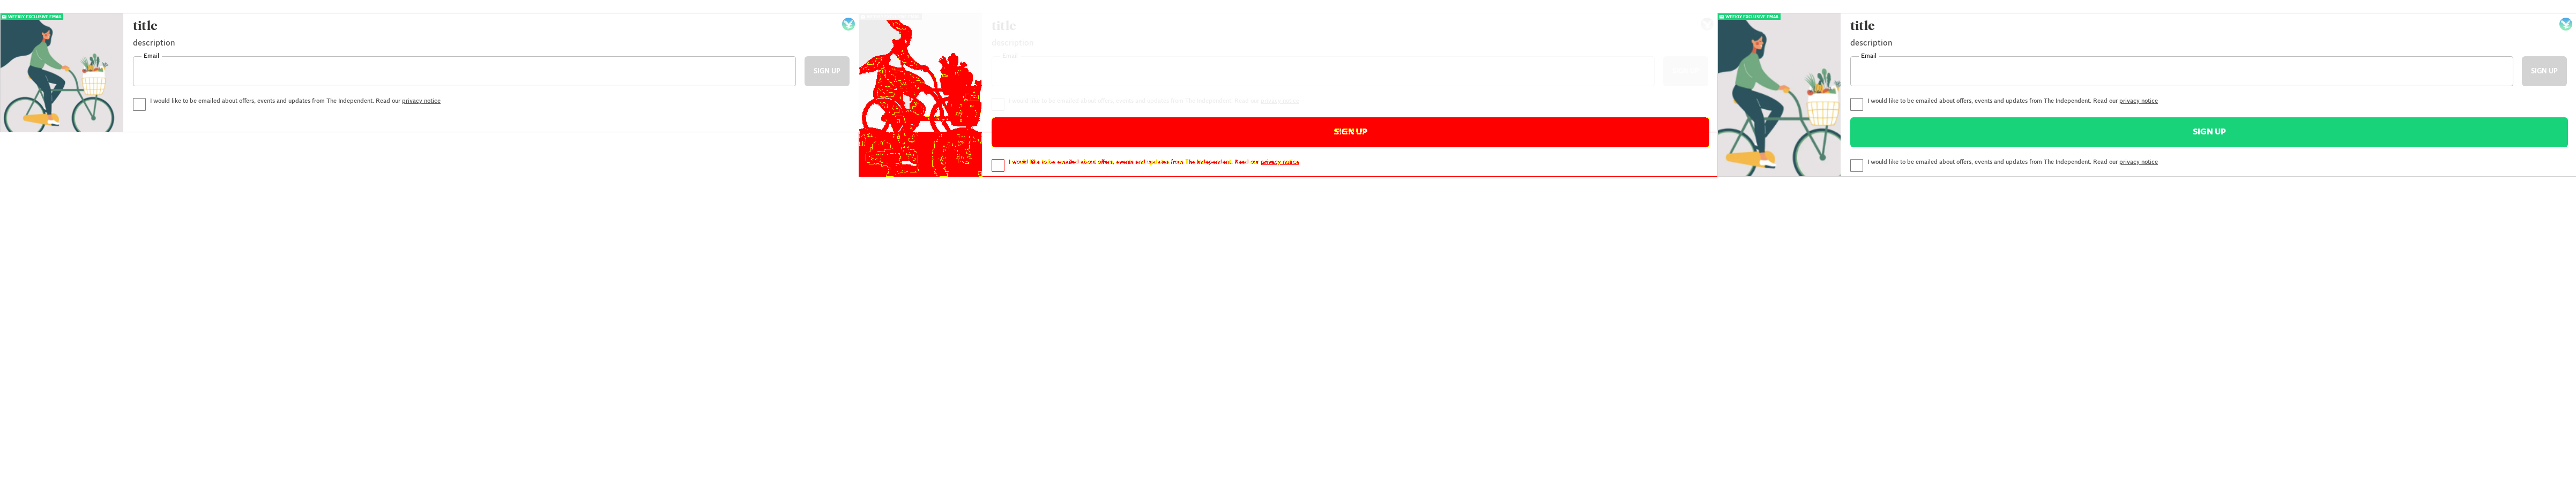 WEEKLY EXCLUSIVE EMAIL
title
description
Email
SIGN UP
I would like to be emailed about offers, events and updates from The Independent. Read our privacy notice
title
description
Email
I would like to be emailed about offers, events and updates from The Independent. Read our privacy notice
SIGN UP
I would like to be emailed about offers, events and updates from The Independent. Read our privacy notice
WEEKLY EXCLUSIVE EMAIL
title
description
Email
SIGN UP
I would like to be emailed about offers, events and updates from The Independent. Read our privacy notice
SIGN UP
I would like to be emailed about offers, events and updates from The Independent. Read our privacy notice